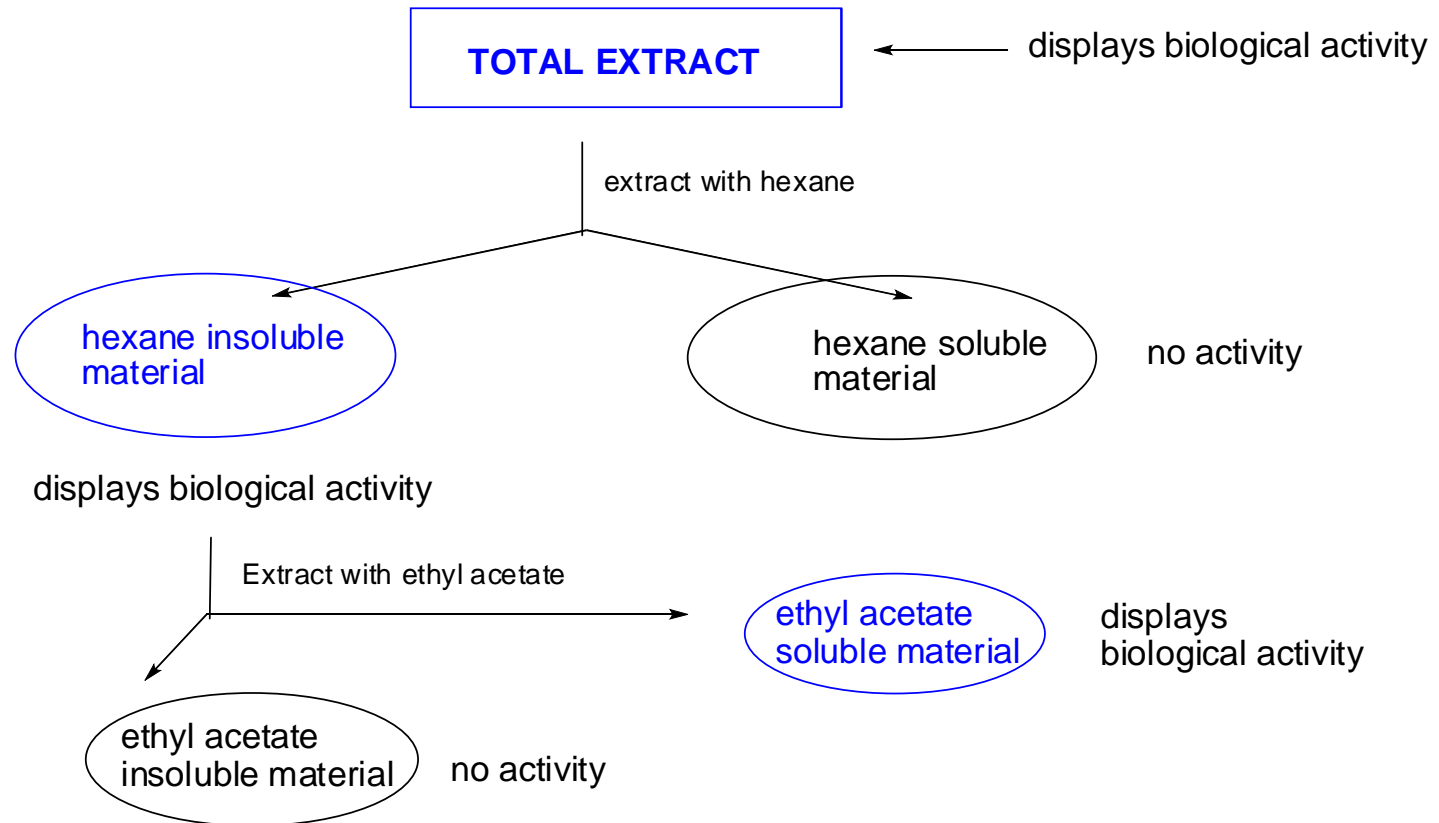 TOTAL EXTRACT
displays biological activity
extract with hexane
hexane insoluble
material
hexane soluble
material
no activity
displays biological activity
Extract with ethyl acetate
ethyl acetate
soluble material
displays
biological activity
ethyl acetate
insoluble material
no activity